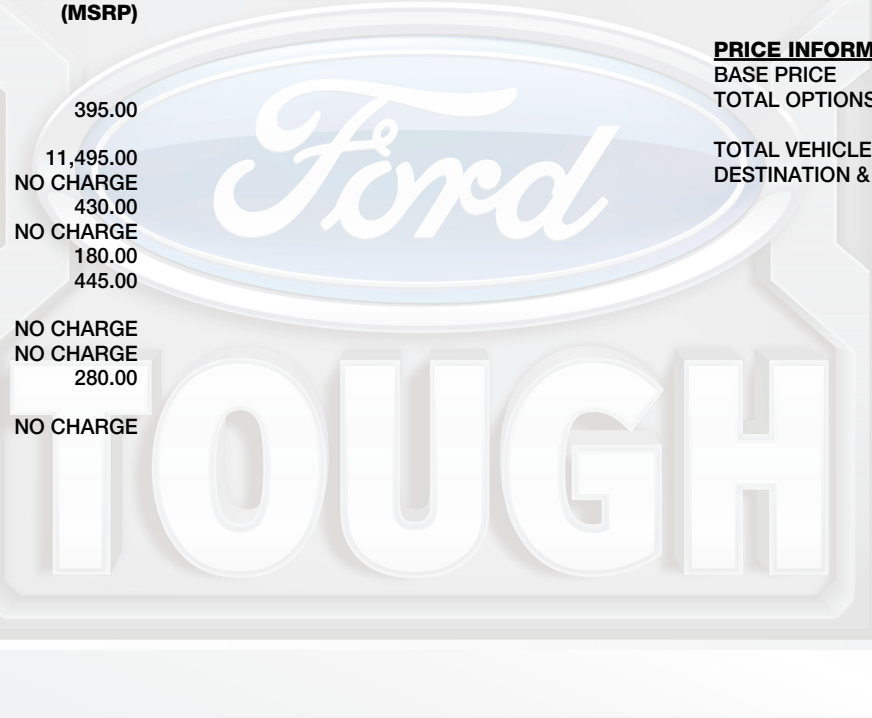 (MSRP)
395.00
11,495.00
NO CHARGE
430.00
NO CHARGE
180.00
445.00
NO CHARGE
NO CHARGE
280.00
NO CHARGE
PRICE INFORM
BASE PRICE
TOTAL OPTIONS
TOTAL VEHICLE
DESTINATION &
Ford
TOUGH